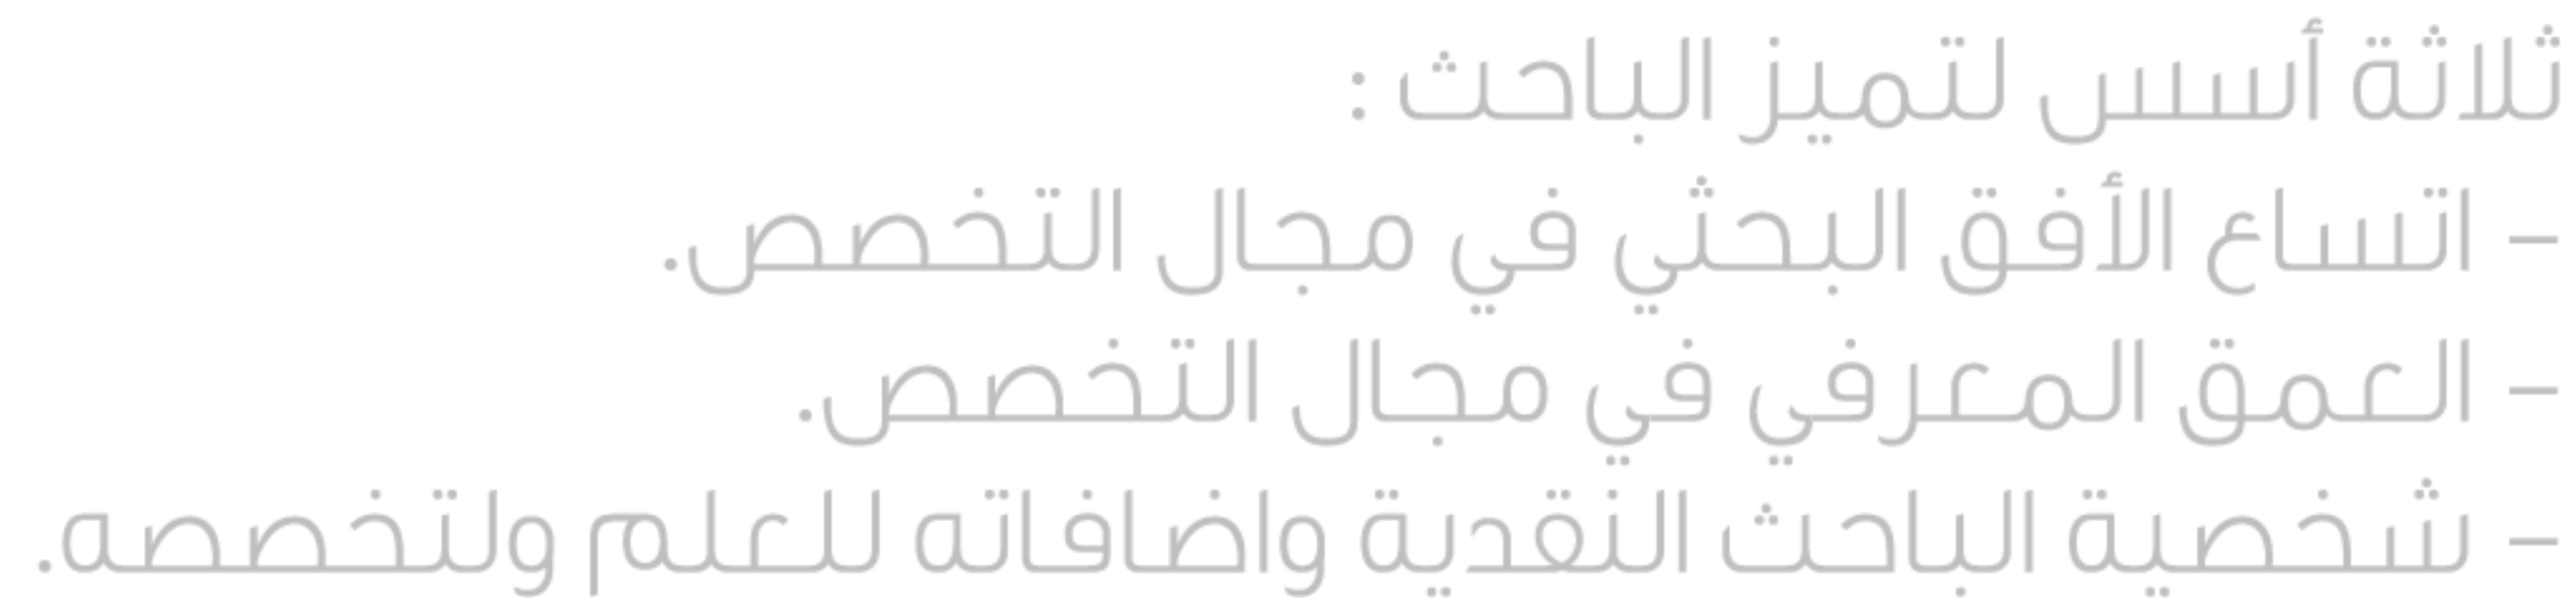 ثلاثة أسس لتميز الباحث :
– اتساع الأفق البحثي في مجال التخصص.
– العمق المعرفي في مجال التخصص.
– شخصية الباحث النقدية واضافاته للعلم ولتخصصه.